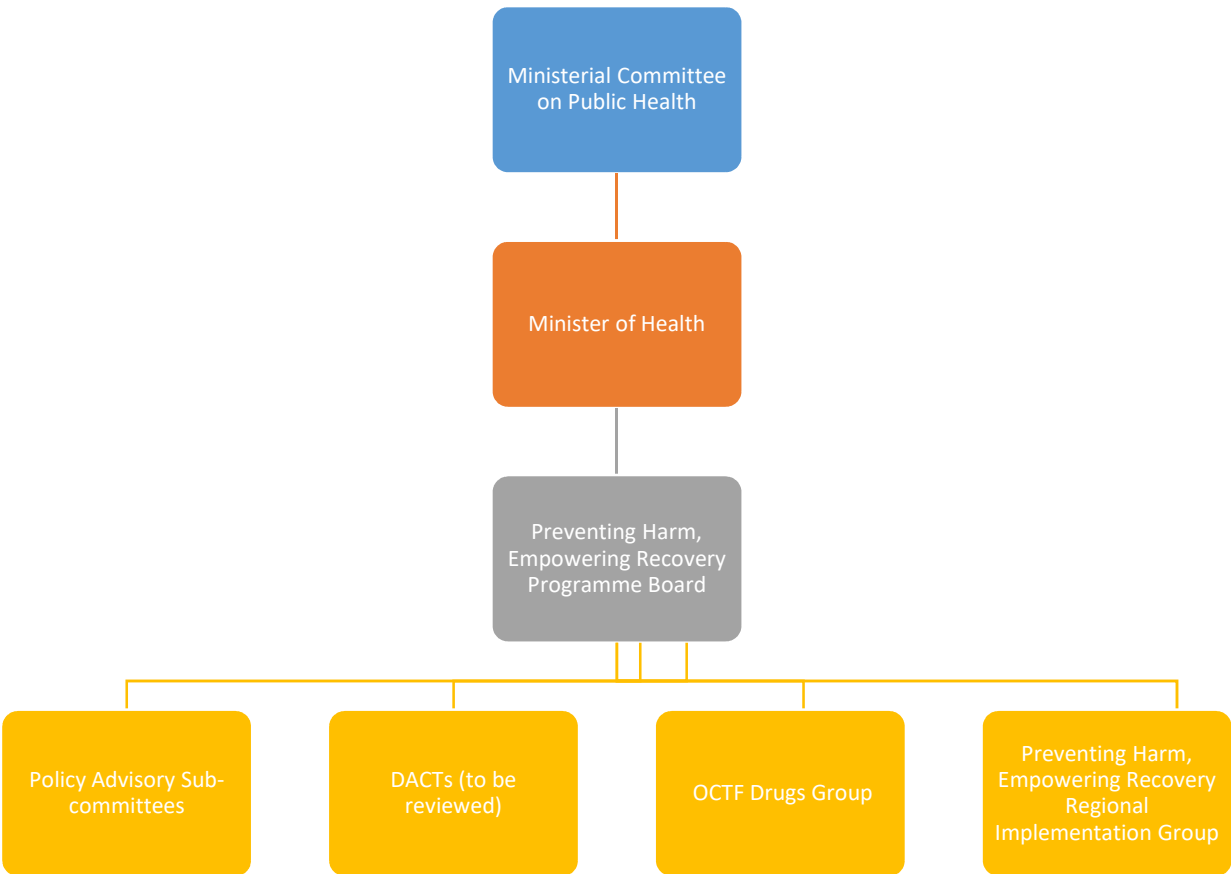 Ministerial Committee
on Public Health
Minister of Health
Preventing Harm,
Empowering Recovery
Programme Board
Policy Advisory Sub-
committees
DACTs (to be
reviewed)
OCTF Drugs Group
Preventing Harm,
Empowering Recovery
Regional
Implementation Group